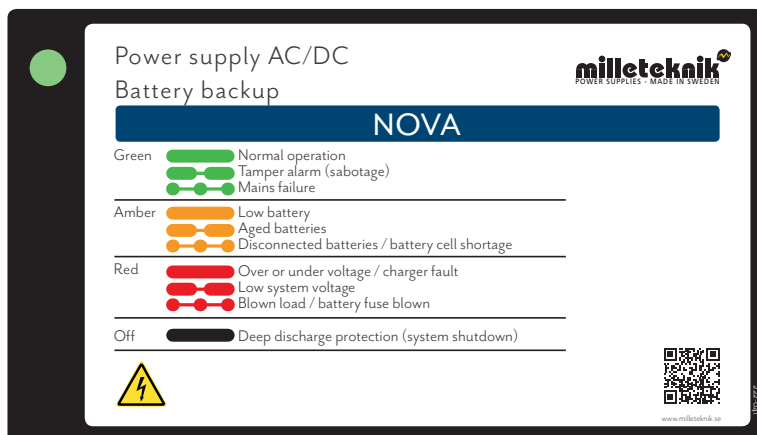 Power supply AC/DC
Battery backup
milleteknik
POWER SUPPLIES - MADE IN SWEDEN
NOVA
Green
Normal operation
Tamper alarm (sabotage)
Mains failure
Amber
Low battery
Aged batteries
Disconnected batteries / battery cell shortage
Red
Over or under voltage / charger fault
Low system voltage
Blown load / battery fuse blown
Off
Deep discharge protection (system shutdown)
www.milleteknik.se